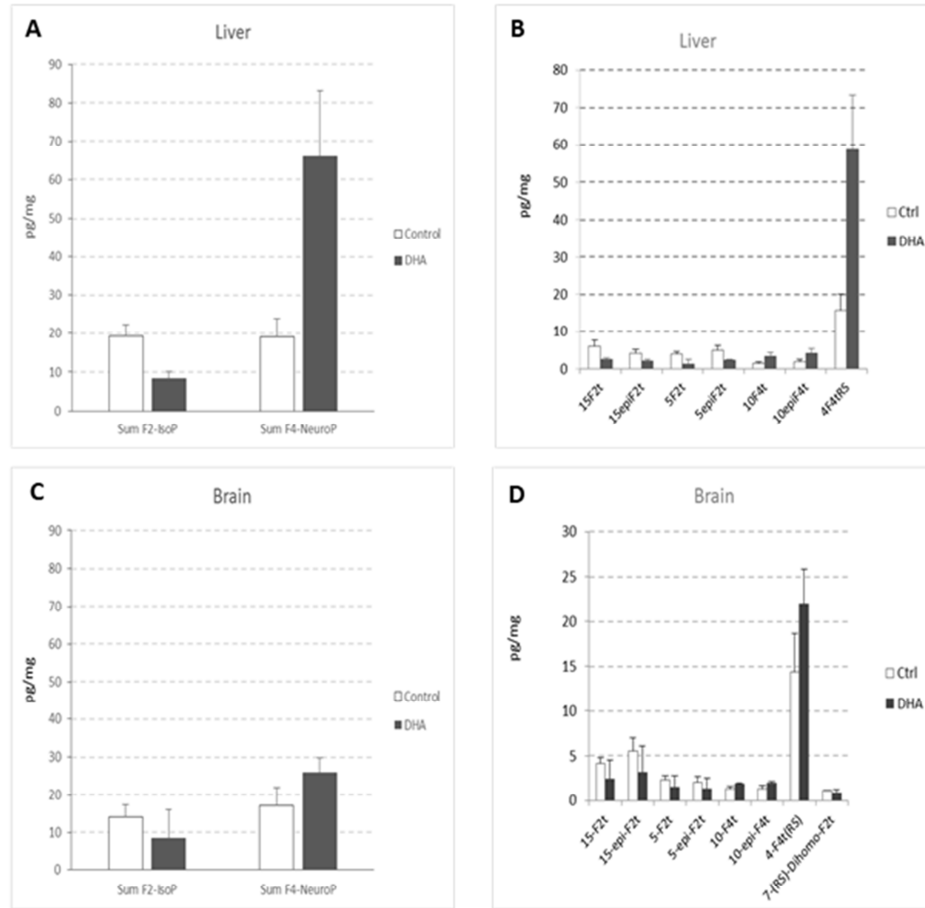 A
Liver
90
80
70
60
50
40
30
20
10
0
pg/mg
Sum F2-IsoP
Sum F4-NeuroP
Control
DHA
B
Liver
80
70
60
50
40
30
20
10
0
pg/mg
15F2t
15epiF2t
5F2t
5epiF2t
10F4t
10epiF4t
4F4tRS
Ctrl
DHA
C
Brain
90
80
70
60
50
40
30
20
10
0
pg/mg
Sum F2-IsoP
Sum F4-NeuroP
Control
DHA
D
Brain
30
25
20
15
10
5
0
pg/mg
15-F2t
15-epi-F2t
5-F2t
5-epi-F2t
10-F4t
10-epi-F4t
4-F4t(RS)
7-(RS)-Dihomo-F2t
Ctrl
DHA